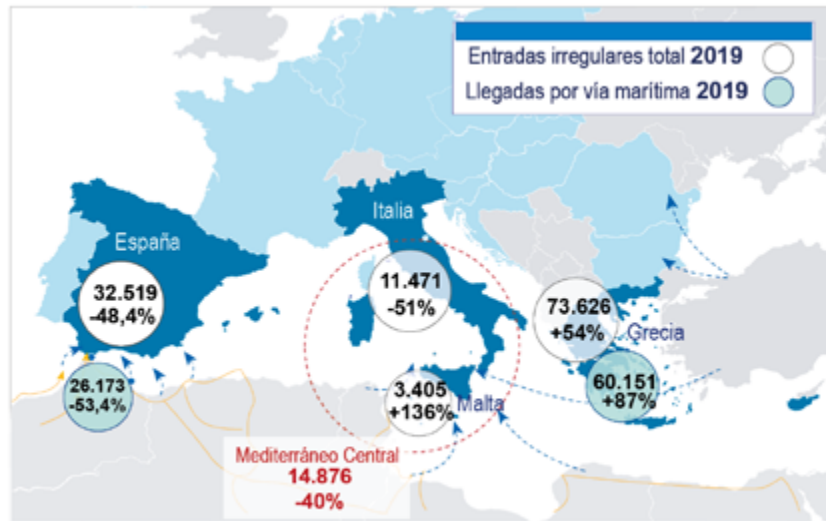 Entradas irregulares total 2019
Llegadas por vía marítima 2019
Italia
España
11.471
-51%
32.519
-48,4%
73.626
+54%
Grecia
26.173
-53,4%
3.405
+136%
Malta
60.151
+87%
Mediterráneo Central
14.876
-40%